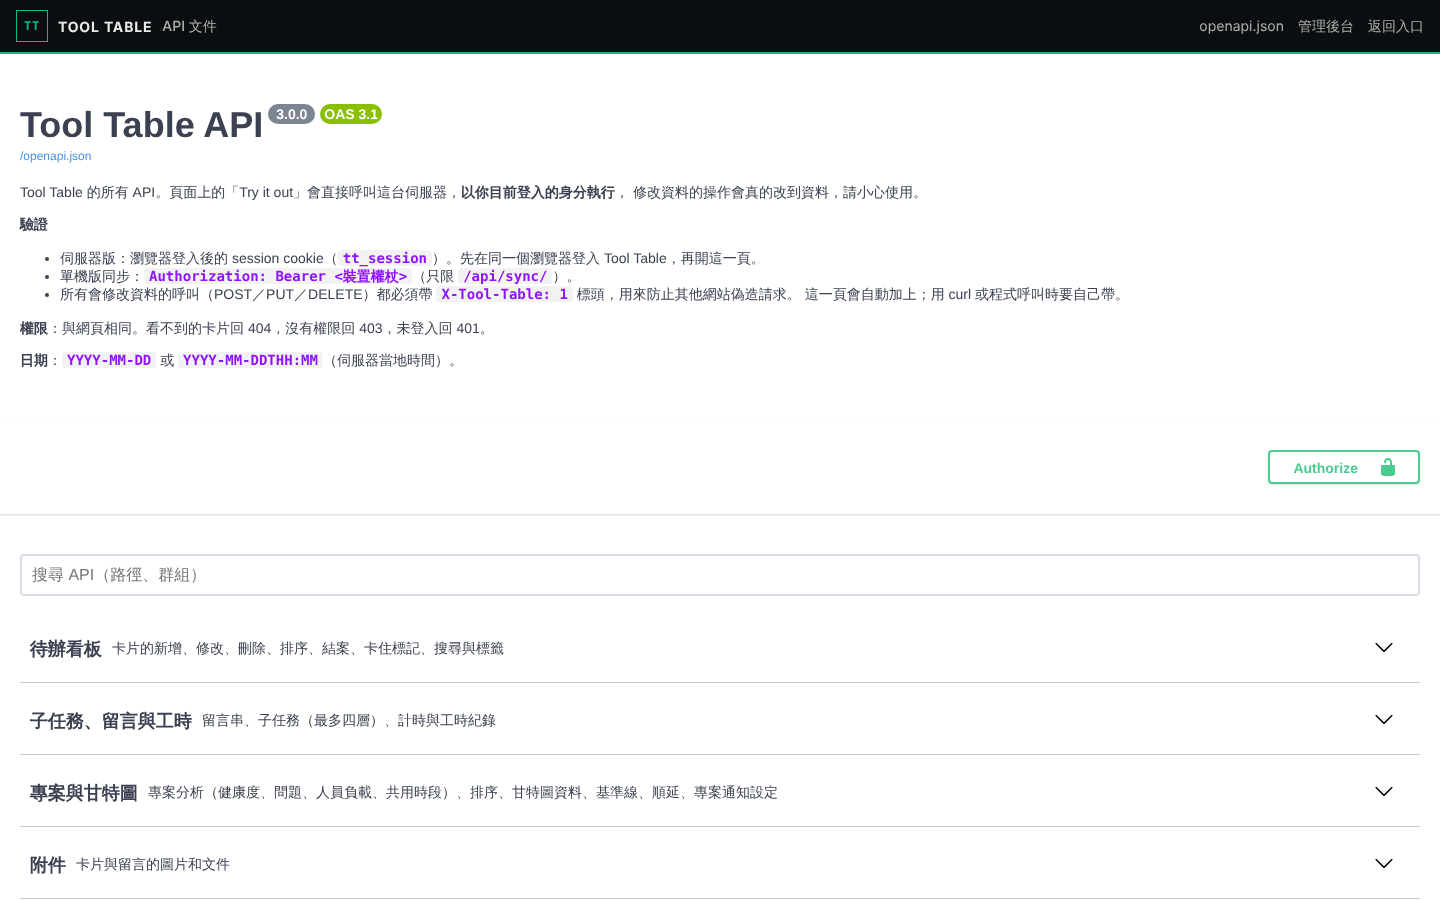 TT TOOL TABLE API 文件 openapi.json 管理後台 返回入口
Tool Table API 3.0.0 OAS 3.1
/openapi.json
Tool Table 的所有 API。頁面上的「Try it out」會直接呼叫這台伺服器，以你目前登入的身分執行， 修改資料的操作會真的改到資料，請小心使用。
驗證
伺服器版：瀏覽器登入後的 session cookie（ tt_session ）。先在同一個瀏覽器登入 Tool Table，再開這一頁。
單機版同步： Authorization: Bearer <裝置權杖> （只限 /api/sync/ ）。
所有會修改資料的呼叫（POST／PUT／DELETE）都必須帶 X-Tool-Table: 1 標頭，用來防止其他網站偽造請求。 這一頁會自動加上；用 curl 或程式呼叫時要自己帶。
權限：與網頁相同。看不到的卡片回 404，沒有權限回 403，未登入回 401。
日期： YYYY-MM-DD 或 YYYY-MM-DDTHH:MM （伺服器當地時間）。
Authorize
搜尋 API（路徑、群組）
待辦看板 卡片的新增、修改、刪除、排序、結案、卡住標記、搜尋與標籤
子任務、留言與工時 留言串、子任務（最多四層）、計時與工時紀錄
專案與甘特圖 專案分析（健康度、問題、人員負載、共用時段）、排序、甘特圖資料、基準線、順延、專案通知設定
附件 卡片與留言的圖片和文件